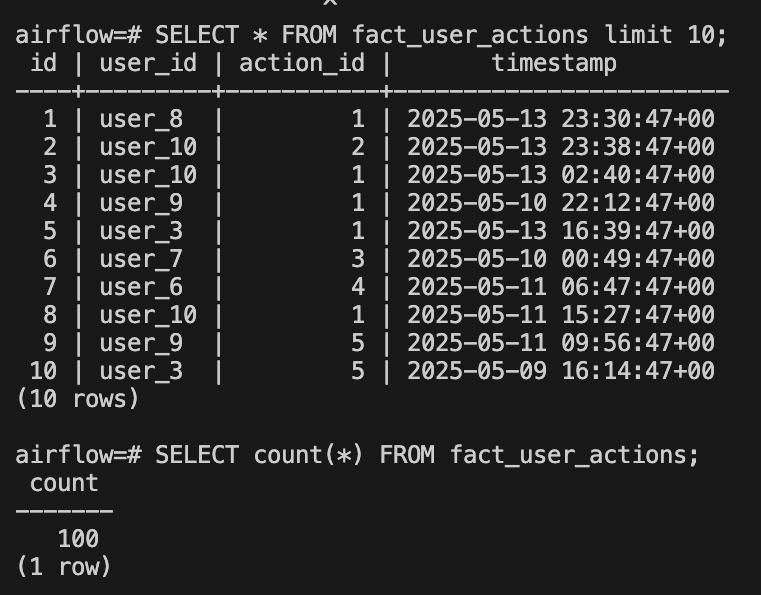 airflow=# SELECT * FROM fact_user_actions limit 10;
 id | user_id | action_id |       timestamp
----+---------+-----------+------------------------
  1 | user_8  |         1 | 2025-05-13 23:30:47+00
  2 | user_10 |         2 | 2025-05-13 23:38:47+00
  3 | user_10 |         1 | 2025-05-13 02:40:47+00
  4 | user_9  |         1 | 2025-05-10 22:12:47+00
  5 | user_3  |         1 | 2025-05-13 16:39:47+00
  6 | user_7  |         3 | 2025-05-10 00:49:47+00
  7 | user_6  |         4 | 2025-05-11 06:47:47+00
  8 | user_10 |         1 | 2025-05-11 15:27:47+00
  9 | user_9  |         5 | 2025-05-11 09:56:47+00
 10 | user_3  |         5 | 2025-05-09 16:14:47+00
(10 rows)

airflow=# SELECT count(*) FROM fact_user_actions;
 count
-------
   100
(1 row)